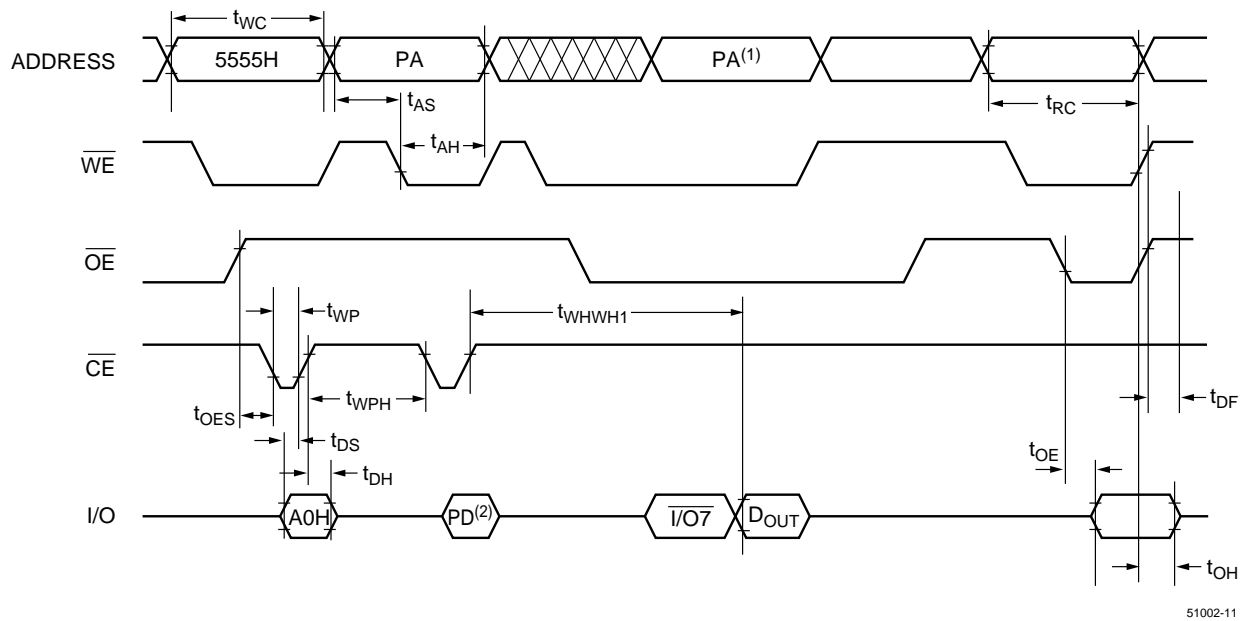 tWC
ADDRESS 5555H PA PA(1)
tAS tRC
tAH
WE
OE
tWP tWHWH1
CE
tWPH tDF
tOES
tDS tOE
tDH
I/O A0H PD(2) I/O7 DOUT
tOH
51002-11